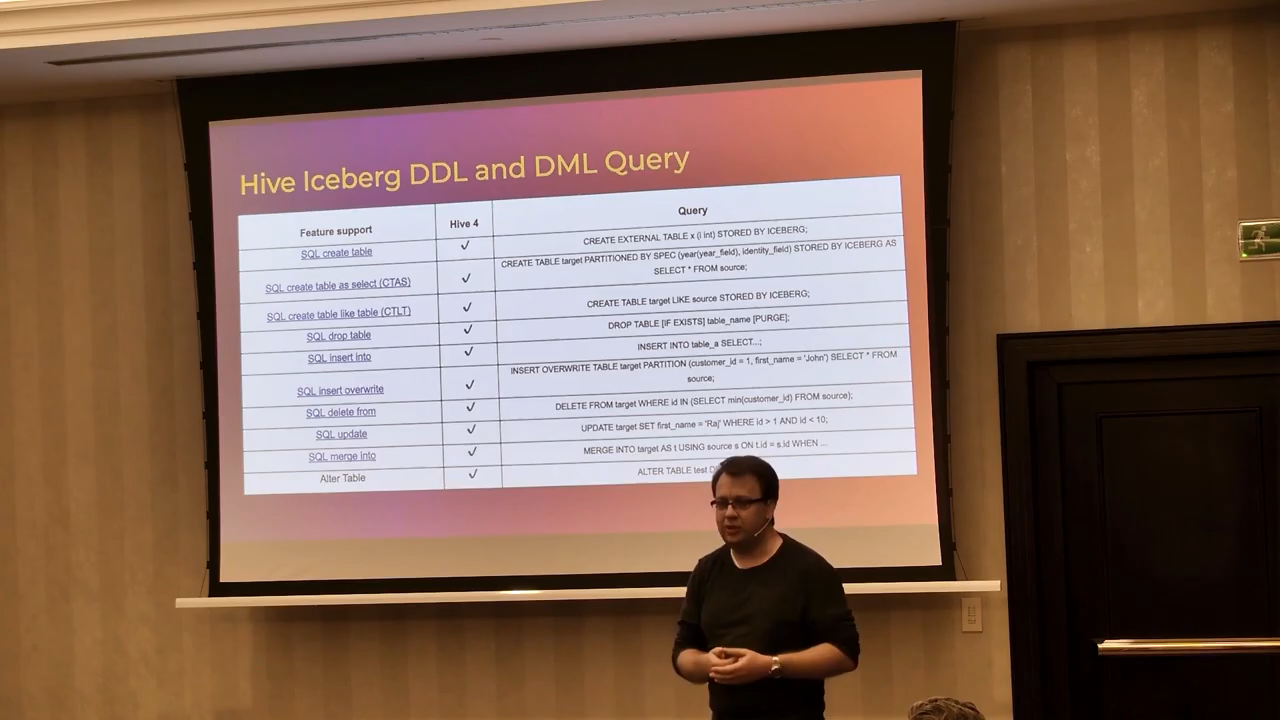 Hive Iceberg DDL and DML Query
Feature support Hive 4 Query
SQL create table ✓ CREATE EXTERNAL TABLE x (i int) STORED BY ICEBERG;
SQL create table as select (CTAS) ✓ CREATE TABLE target PARTITIONED BY SPEC (year(year_field), identity_field) STORED BY ICEBERG AS
SELECT * FROM source;
SQL create table like table (CTLT) ✓ CREATE TABLE target LIKE source STORED BY ICEBERG;
SQL drop table ✓ DROP TABLE [IF EXISTS] table_name [PURGE];
SQL insert into ✓ INSERT INTO table_a SELECT...;
SQL insert overwrite ✓ INSERT OVERWRITE TABLE target PARTITION (customer_id = 1, first_name = 'John') SELECT * FROM
source;
SQL delete from ✓ DELETE FROM target WHERE id IN (SELECT min(customer_id) FROM source);
SQL update ✓ UPDATE target SET first_name = 'Raj' WHERE id > 1 AND id < 10;
SQL merge into ✓ MERGE INTO target AS t USING source s ON t.id = s.id WHEN ...
Alter Table ✓ ALTER TABLE test